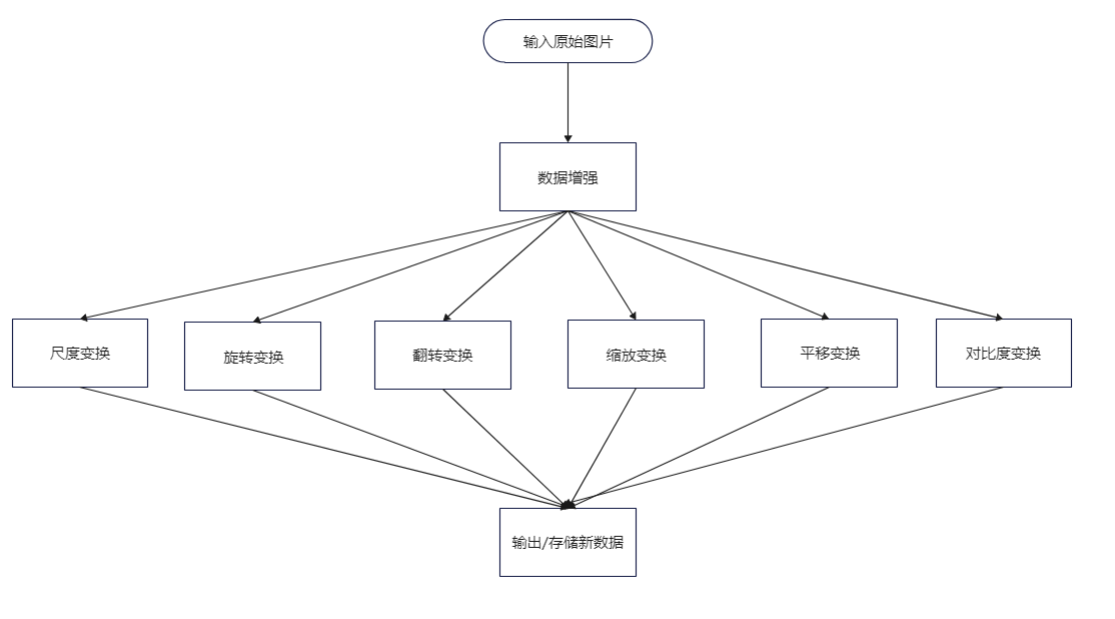 输入原始图片
数据增强
尺度变换
旋转变换
翻转变换
缩放变换
平移变换
对比度变换
输出/存储新数据